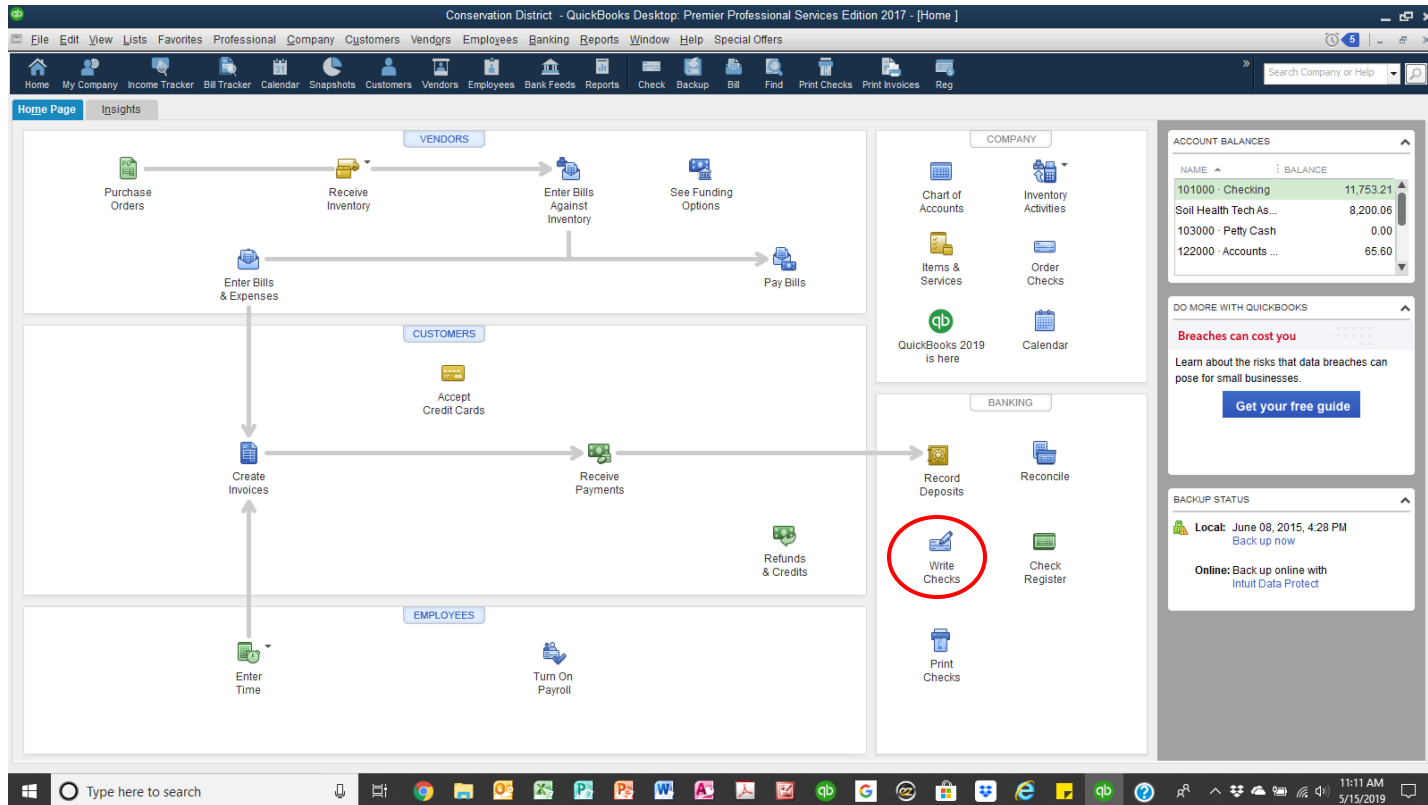 qb
Conservation District - QuickBooks Desktop: Premier Professional Services Edition 2017 - [Home ]
File Edit View Lists Favorites Professional Company Customers Vendors Employees Banking Reports Window Help Special Offers
5
Home My Company Income Tracker Bill Tracker Calendar Snapshots Customers Vendors Employees Bank Feeds Reports Check Backup Bill Find Print Checks Print Invoices Reg
»
Search Company or Help
Home Page Insights
VENDORS
Purchase
Orders
Receive
Inventory
Enter Bills
Against
Inventory
See Funding
Options
Enter Bills
& Expenses
Pay Bills
CUSTOMERS
Accept
Credit Cards
Create
Invoices
Receive
Payments
Refunds
& Credits
EMPLOYEES
Enter
Time
Turn On
Payroll
COMPANY
Chart of
Accounts
Inventory
Activities
Items &
Services
Order
Checks
qb
QuickBooks 2019
is here
Calendar
BANKING
Record
Deposits
Reconcile
Write
Checks
Check
Register
Print
Checks
ACCOUNT BALANCES
NAME BALANCE
101000 · Checking 11,753.21
Soil Health Tech As... 8,200.06
103000 · Petty Cash 0.00
122000 · Accounts ... 65.60
DO MORE WITH QUICKBOOKS
Breaches can cost you
Learn about the risks that data breaches can
pose for small businesses.
Get your free guide
BACKUP STATUS
Local: June 08, 2015, 4:28 PM
Back up now
Online: Back up online with
Intuit Data Protect
Type here to search
11:11 AM
5/15/2019